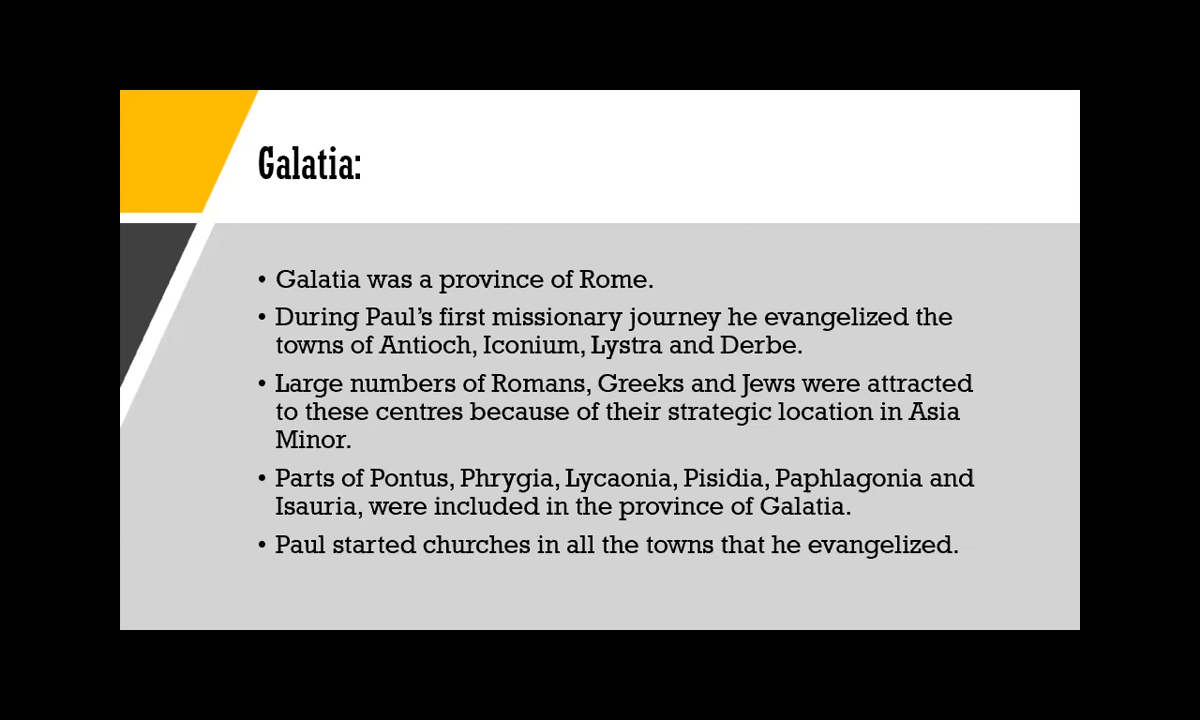 Galatia:
• Galatia was a province of Rome.
• During Paul’s first missionary journey he evangelized the
towns of Antioch, Iconium, Lystra and Derbe.
• Large numbers of Romans, Greeks and Jews were attracted
to these centres because of their strategic location in Asia
Minor.
• Parts of Pontus, Phrygia, Lycaonia, Pisidia, Paphlagonia and
Isauria, were included in the province of Galatia.
• Paul started churches in all the towns that he evangelized.